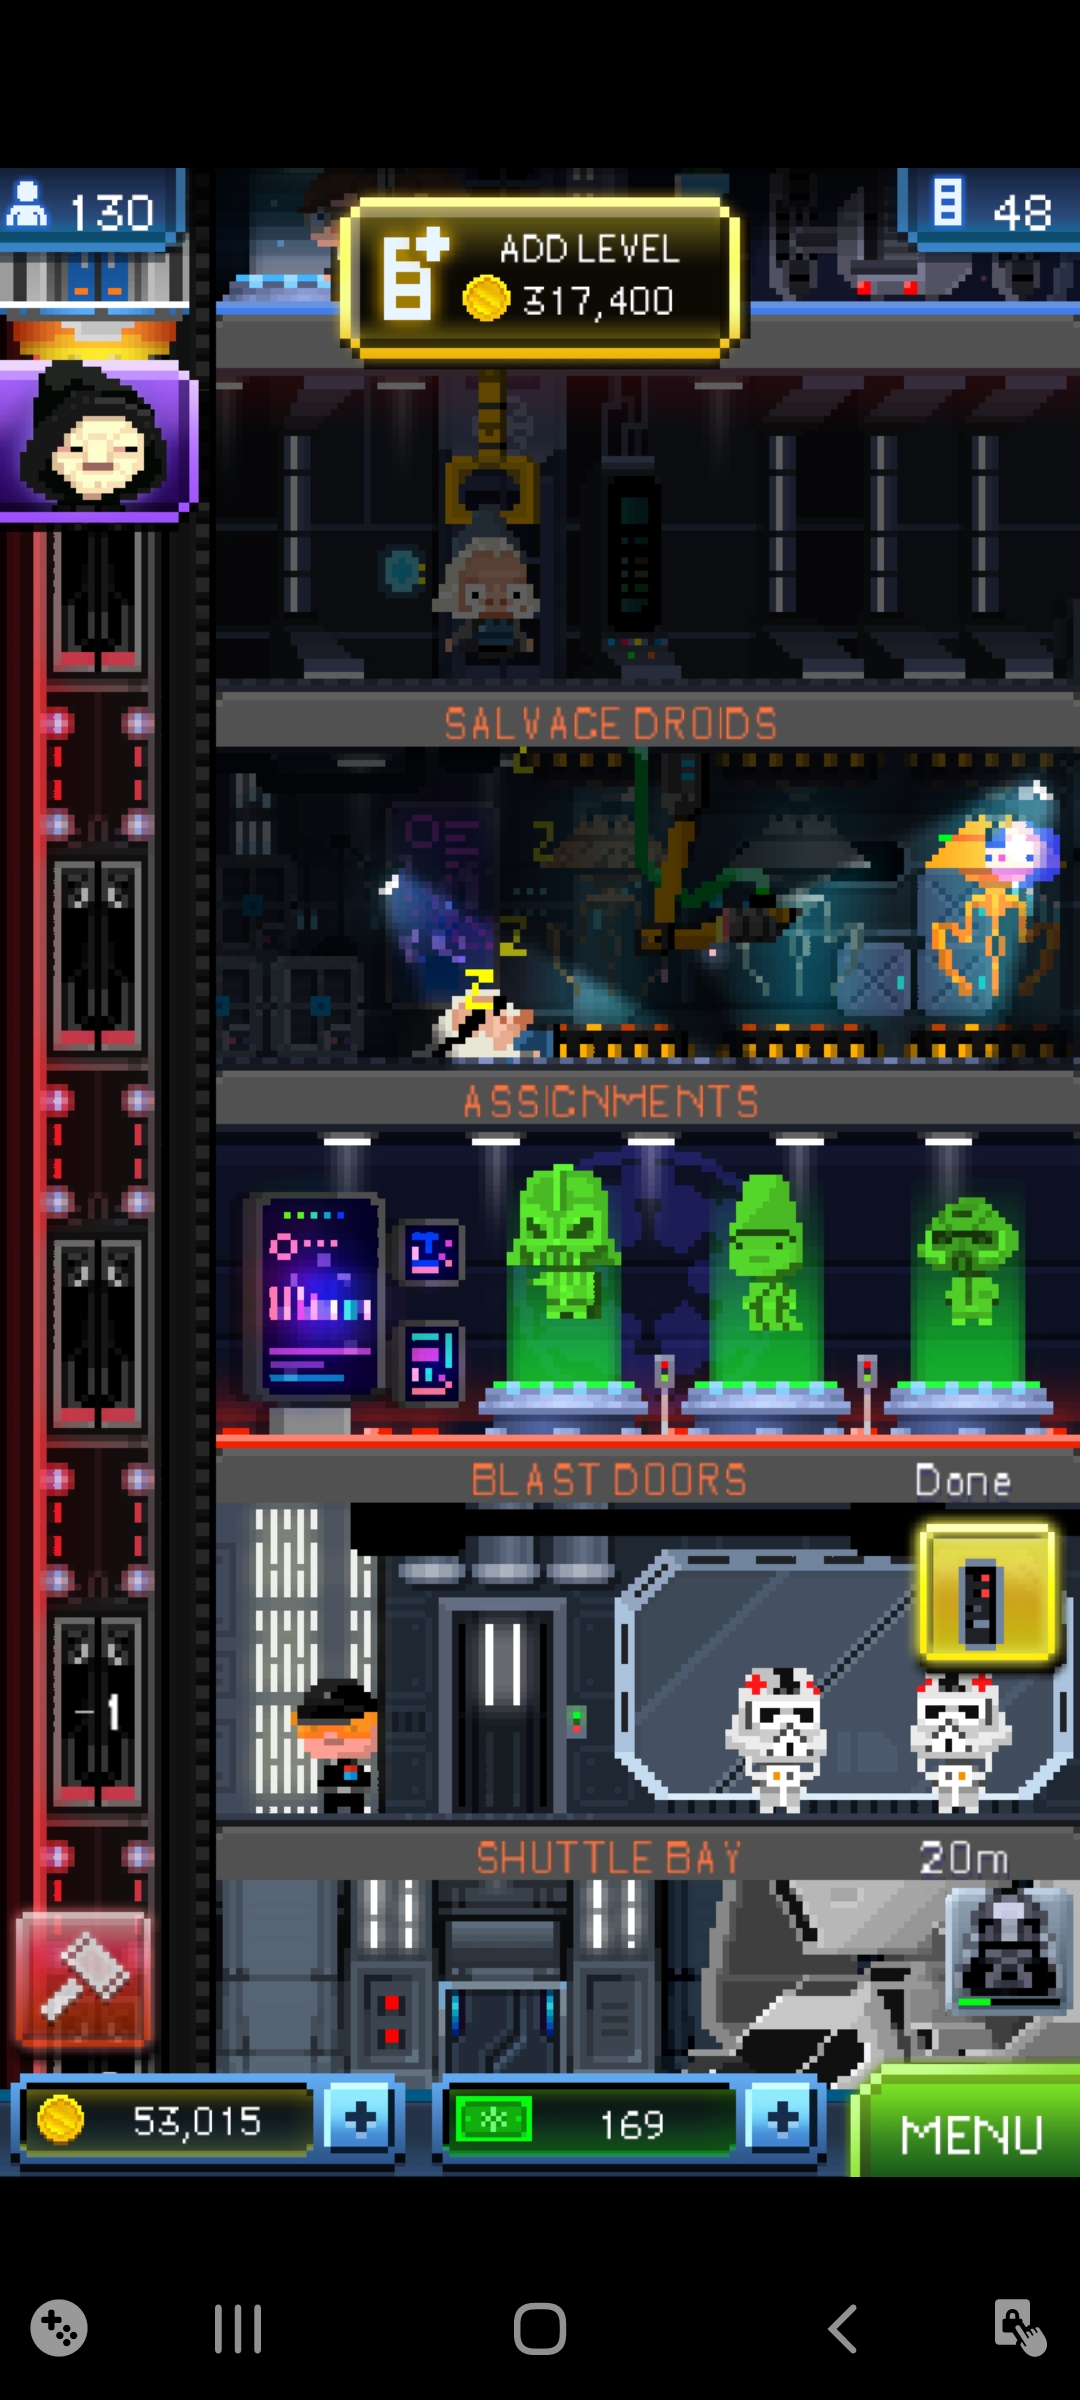 130
48
ADD LEVEL
317,400
SALVAGE DROIDS
Z
Z
Z
ASSIGNMENTS
BLAST DOORS Done
-1
SHUTTLE BAY 20m
53,015
169
MENU